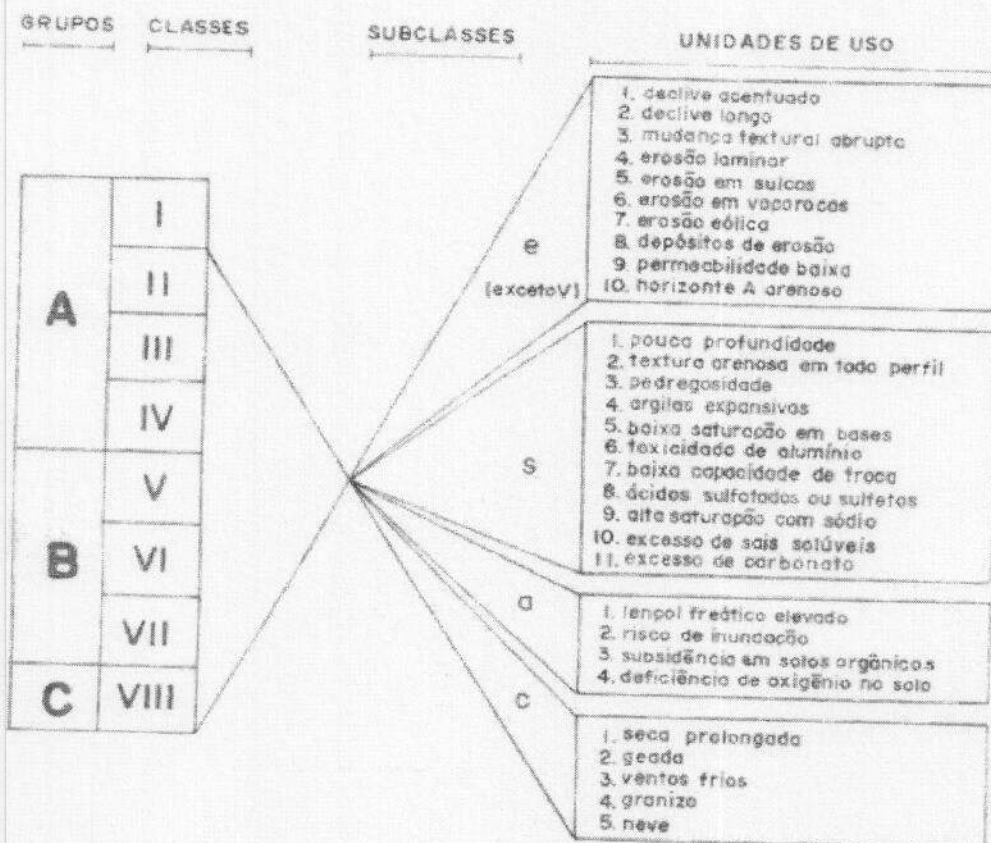 GRUPOS CLASSES SUBCLASSES UNIDADES DE USO
A
I
II
III
IV
B
V
VI
VII
C
VIII
e
(exceto V)
1. declive acentuado
2. declive longo
3. mudança textural abrupta
4. erosão laminar
5. erosão em sulcos
6. erosão em voçorocas
7. erosão eólica
8. depósitos de erosão
9. permeabilidade baixa
10. horizonte A arenoso
s
1. pouca profundidade
2. textura arenosa em todo perfil
3. pedregosidade
4. argilas expansivas
5. baixa saturação em bases
6. toxicidade de alumínio
7. baixa capacidade de troca
8. ácidos sulfatados ou sulfetos
9. alta saturação com sódio
10. excesso de sais solúveis
11. excesso de carbonato
a
1. lençol freático elevado
2. risco de inundação
3. subsidência em solos orgânicos
4. deficiência de oxigênio no solo
c
1. seca prolongada
2. geada
3. ventos frios
4. granizo
5. neve